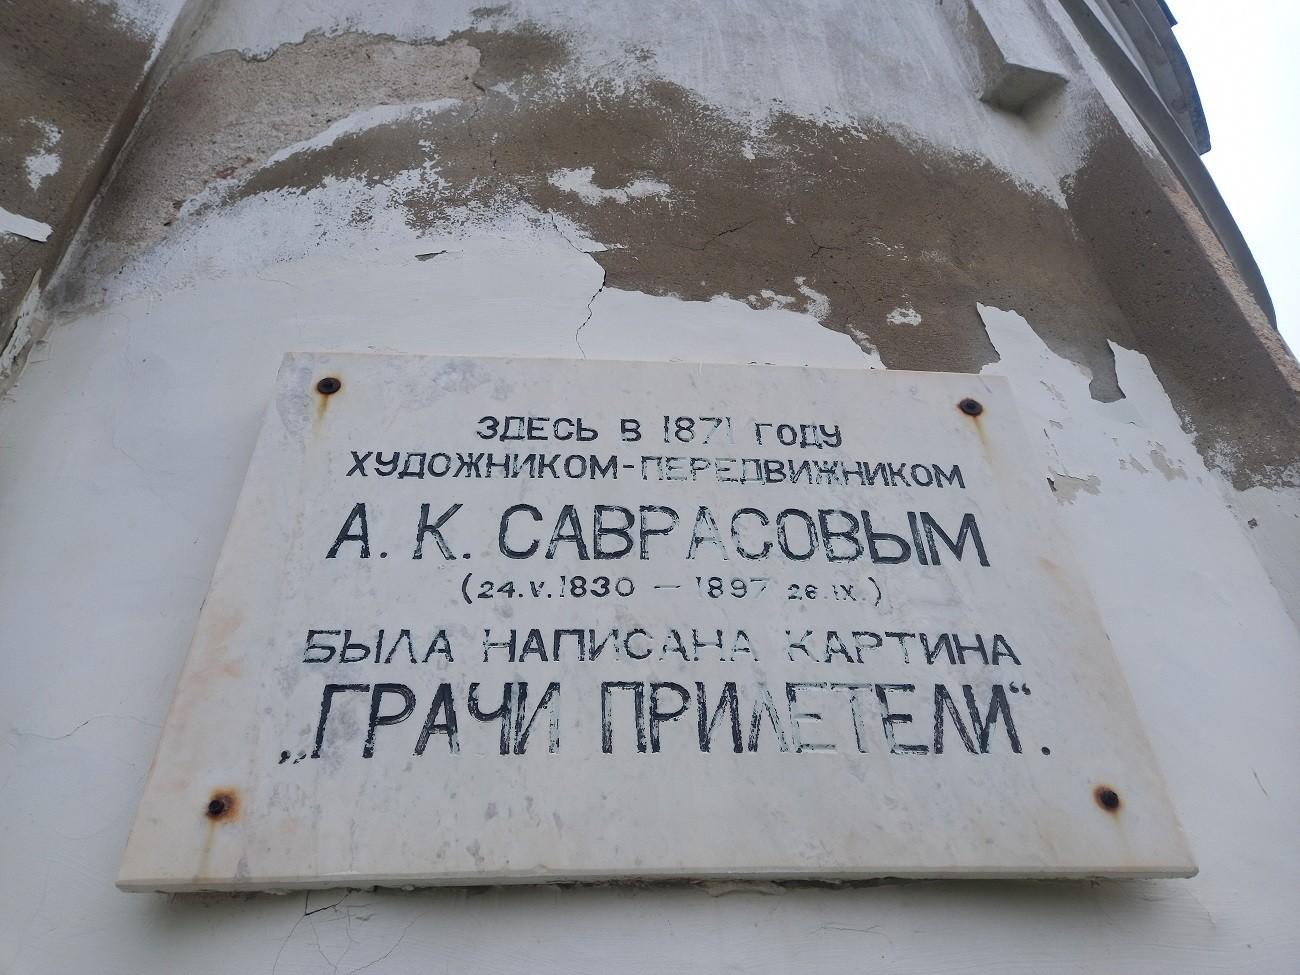 ЗДЕСЬ В 1871 ГОДУ
ХУДОЖНИКОМ-ПЕРЕДВИЖНИКОМ
А. К. САВРАСОВЫМ
(24.V.1830 — 1897 26.IX.)
БЫЛА НАПИСАНА КАРТИНА
„ГРАЧИ ПРИЛЕТЕЛИ“.